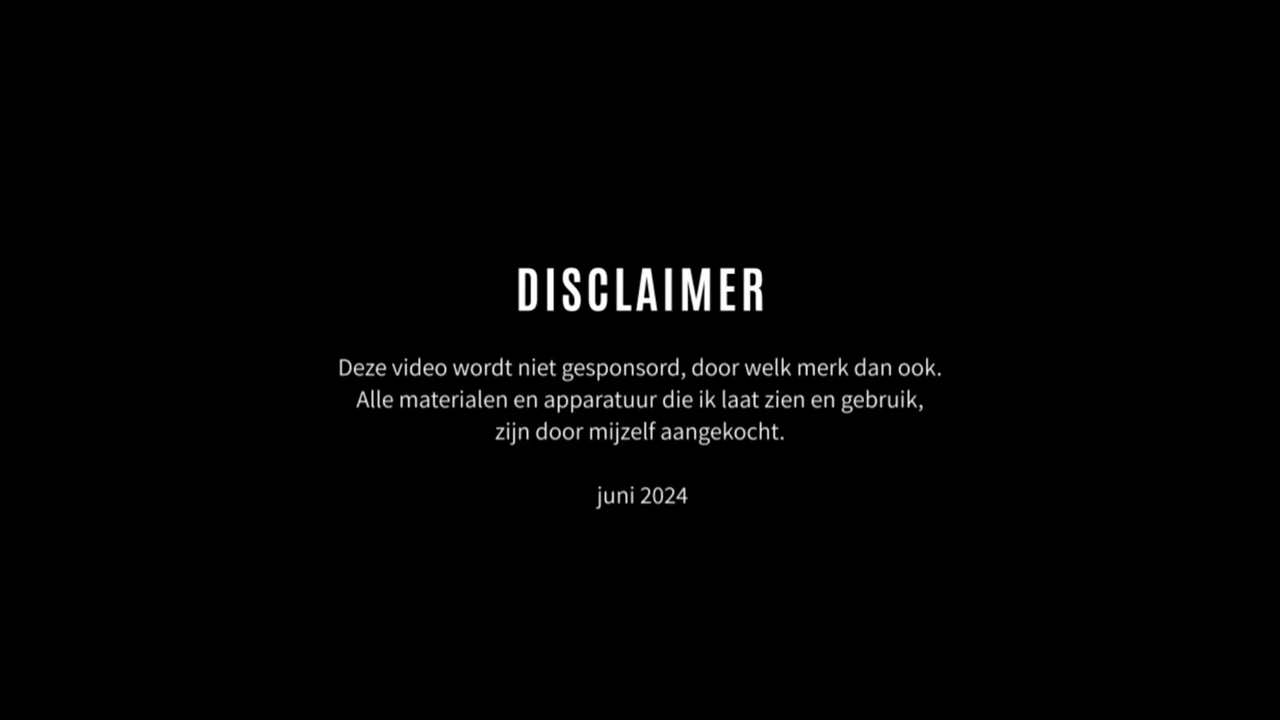 DISCLAIMER
Deze video wordt niet gesponsord, door welk merk dan ook.
Alle materialen en apparatuur die ik laat zien en gebruik,
zijn door mijzelf aangekocht.
juni 2024